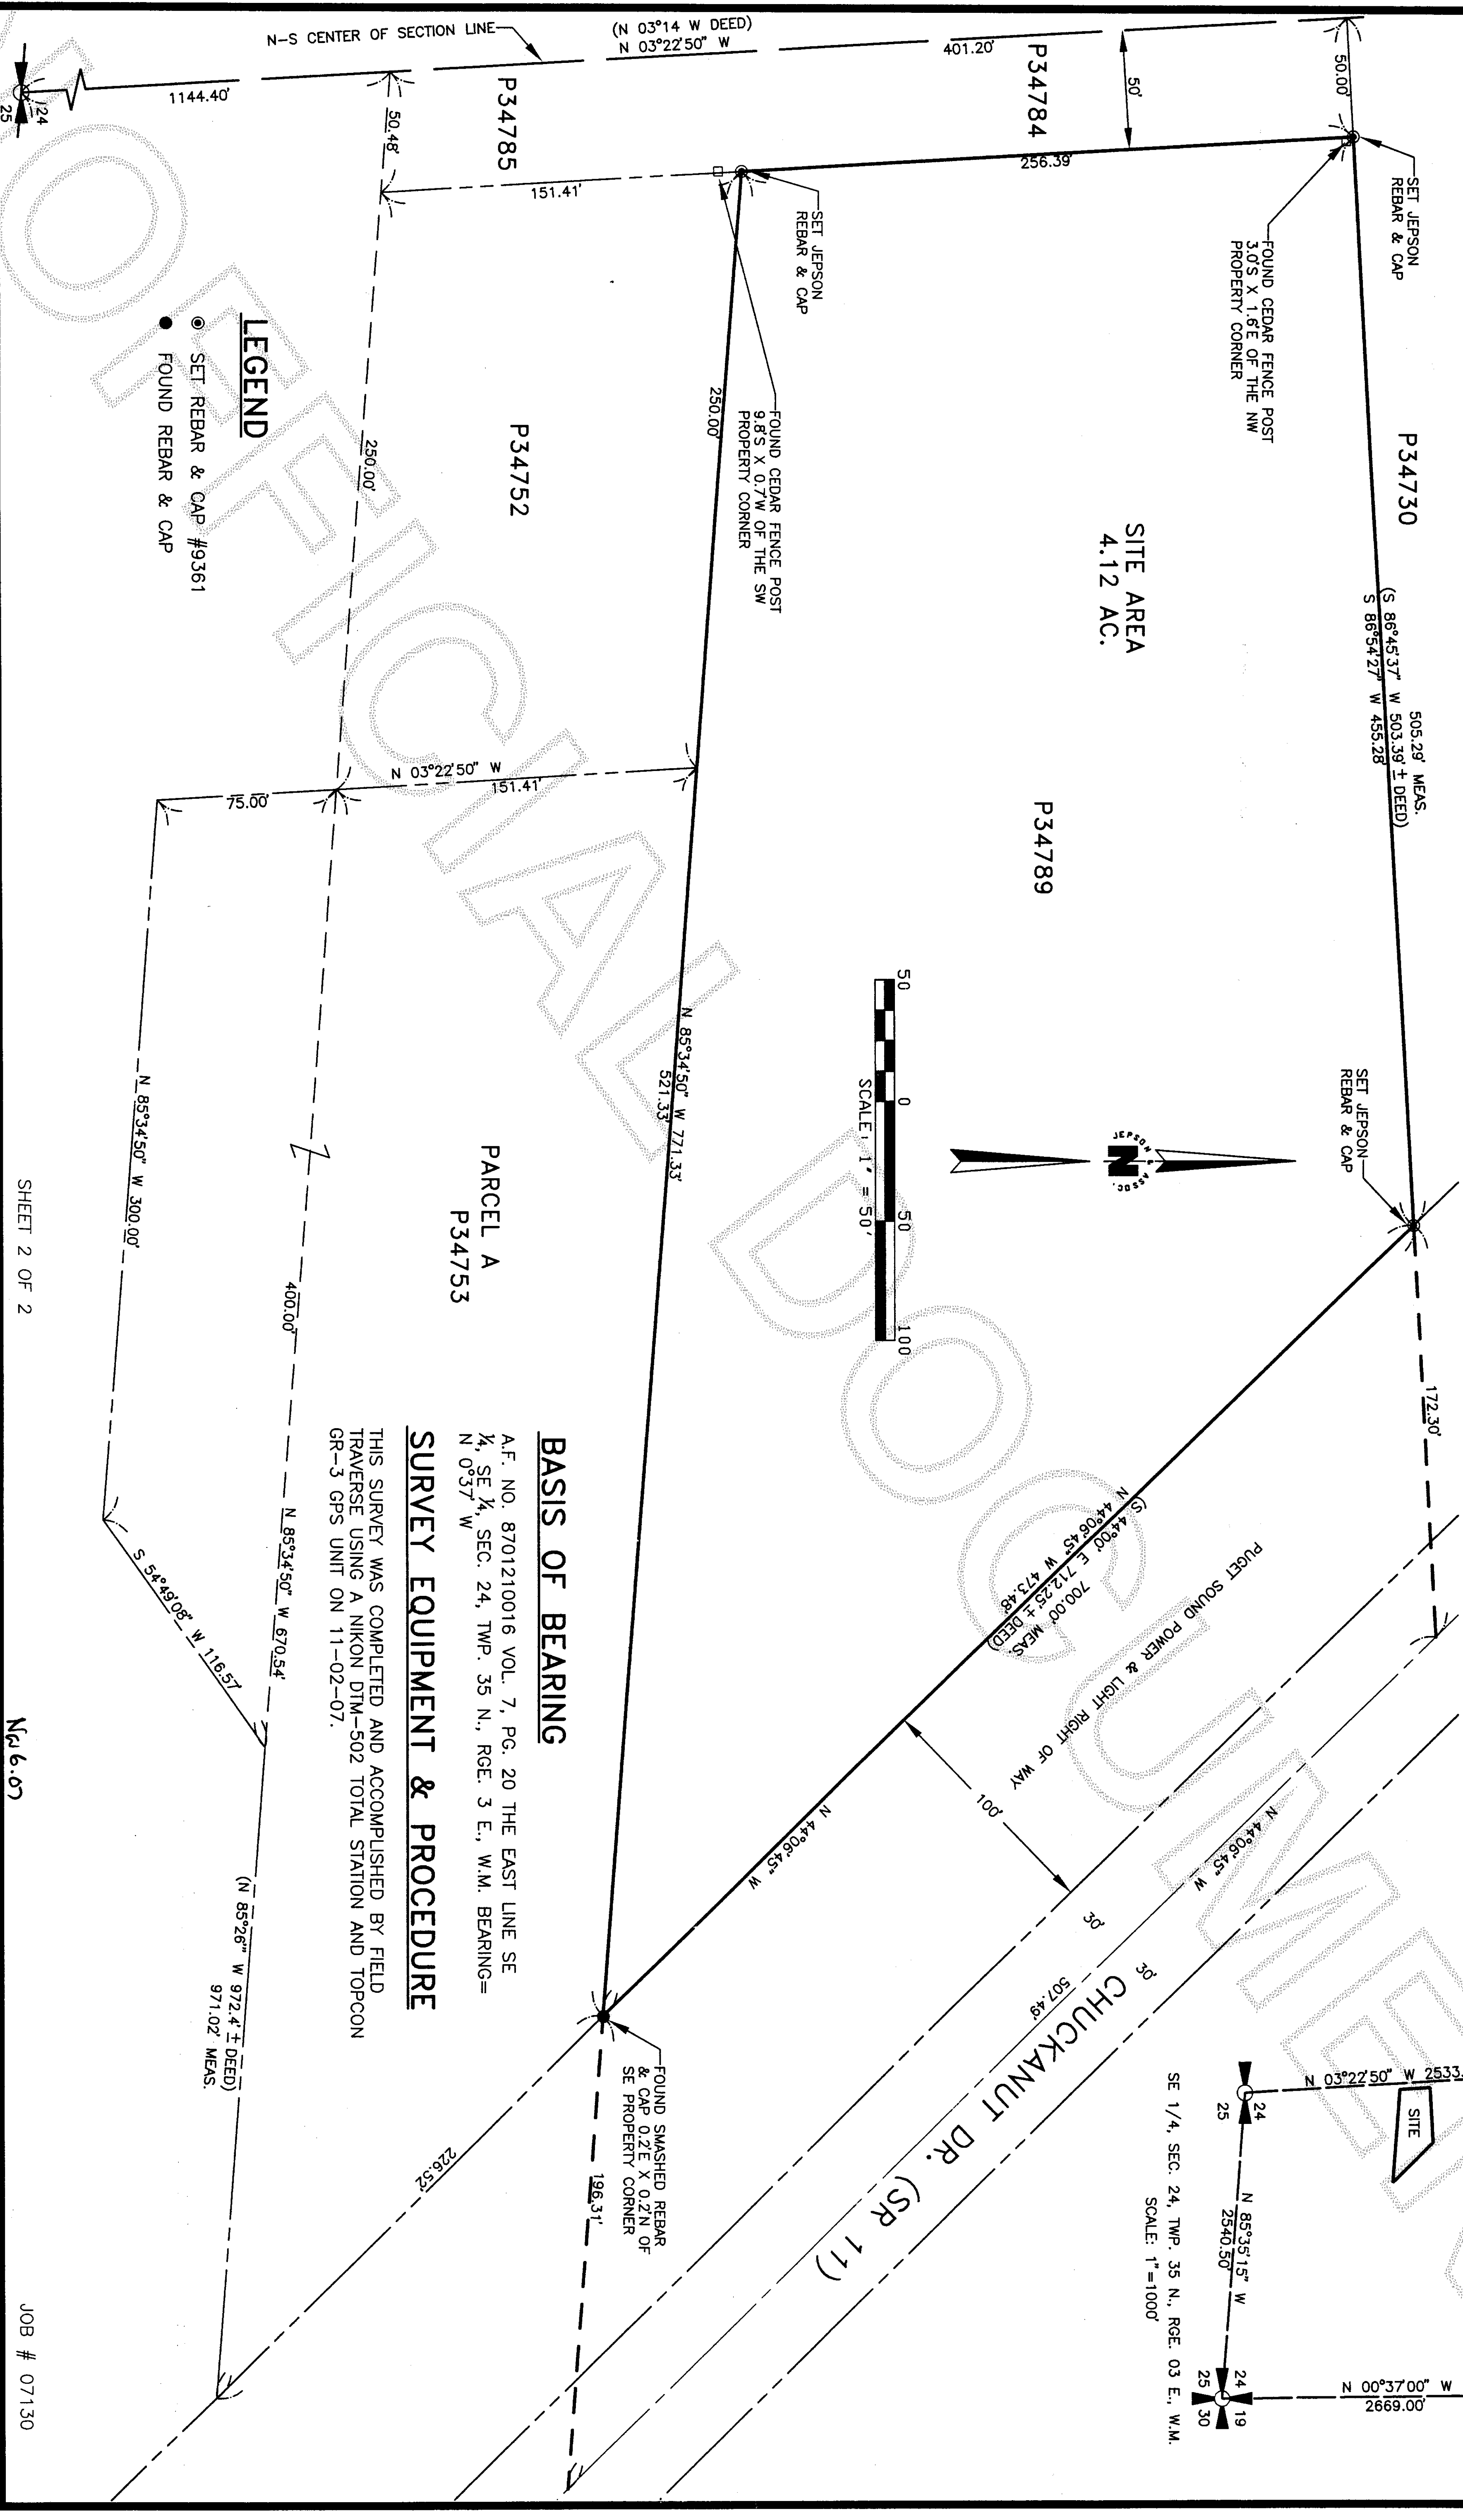 N-S CENTER OF SECTION LINE
(N 03°14 W DEED)
N 03°22'50" W
401.20'
1144.40'
24
25
50.48'
P34785
151.41'
P34784
50'
256.39'
50.00'
SET JEPSON
REBAR & CAP
FOUND CEDAR FENCE POST
3.0'S X 1.6'E OF THE NW
PROPERTY CORNER
SET JEPSON
REBAR & CAP
FOUND CEDAR FENCE POST
9.8'S X 0.7'W OF THE SW
PROPERTY CORNER
P34730
505.29' MEAS.
(S 86°45'37" W 503.39'± DEED)
S 86°54'27" W 455.28'
SITE AREA
4.12 AC.
P34789
250.00'
P34752
250.00'
LEGEND
SET REBAR & CAP #9361
FOUND REBAR & CAP
N 03°22'50" W
151.41'
75.00'
50 0 50 100
SCALE: 1" = 50'
JEPSON & ASSOC.
N
SET JEPSON
REBAR & CAP
172.30'
N 85°34'50" W 771.33'
521.33'
PARCEL A
P34753
N 85°34'50" W 300.00'
400.00'
N 85°34'50" W 670.54'
S 54°49'08" W 116.57'
(N 85°26'" W 972.4'± DEED)
971.02' MEAS.
700.00' MEAS.
(S 44°00' E 712.25'± DEED)
N 44°06'45" W 473.48'
PUGET SOUND POWER & LIGHT RIGHT OF WAY
100'
N 44°06'45" W
N 44°06'45" W
30'
30'
507.49'
CHUCKANUT DR. (SR 11)
FOUND SMASHED REBAR
& CAP 0.2'E X 0.2'N OF
SE PROPERTY CORNER
196.31'
226.52'
BASIS OF BEARING
A.F. NO. 8701210016 VOL. 7, PG. 20 THE EAST LINE SE
¼, SE ¼, SEC. 24, TWP. 35 N., RGE. 3 E., W.M. BEARING=
N 0°37' W
SURVEY EQUIPMENT & PROCEDURE
THIS SURVEY WAS COMPLETED AND ACCOMPLISHED BY FIELD
TRAVERSE USING A NIKON DTM-502 TOTAL STATION AND TOPCON
GR-3 GPS UNIT ON 11-02-07.
N 03°22'50" W 2533.
SITE
24
25
N 85°35'15" W
2540.50'
24 19
25 30
N 00°37'00" W
2669.00'
SE 1/4, SEC. 24, TWP. 35 N., RGE. 03 E., W.M.
SCALE: 1"=1000'
SHEET 2 OF 2
JOB # 07130
OFFICIAL DOCUME